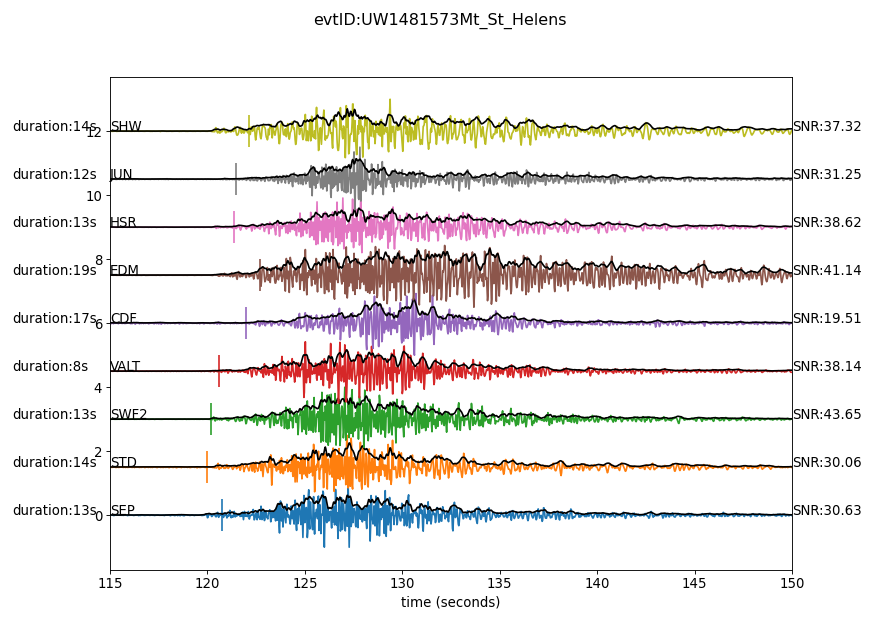 evtID:UW1481573Mt_St_Helens
duration:14s 12 SHW SNR:37.32
duration:12s JUN SNR:31.25
10
duration:13s HSR SNR:38.62
8
duration:19s EDM SNR:41.14
duration:17s 6 CDF SNR:19.51
duration:8s VALT SNR:38.14
4
duration:13s SWF2 SNR:43.65
2
duration:14s STD SNR:30.06
duration:13s 0 SEP SNR:30.63
115 120 125 130 135 140 145 150
time (seconds)